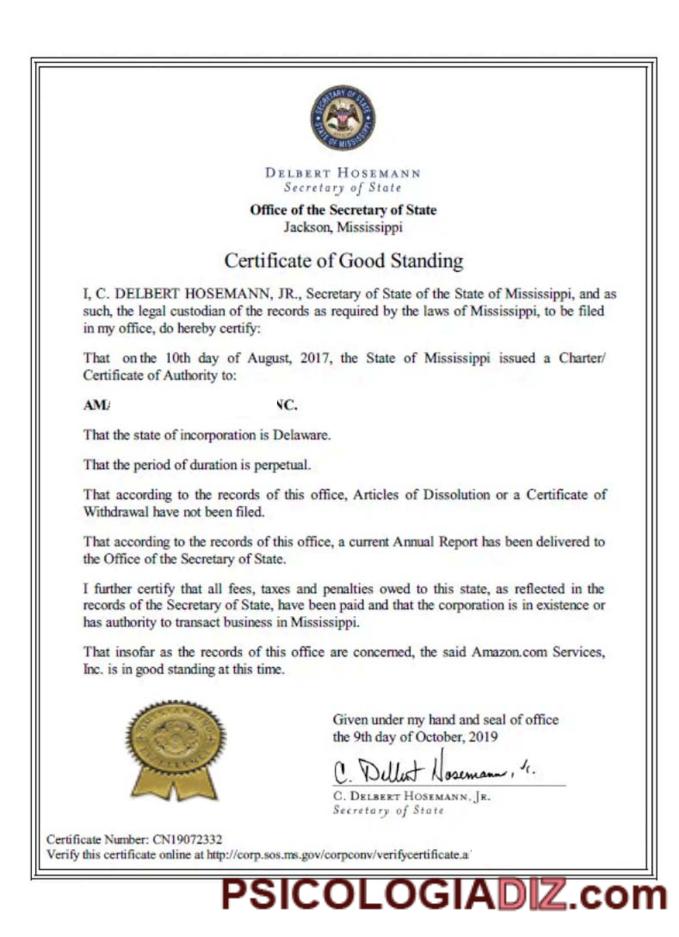 SECRETARY OF STATE
STATE OF MISSISSIPPI
DELBERT HOSEMANN
Secretary of State
Office of the Secretary of State
Jackson, Mississippi
Certificate of Good Standing
I, C. DELBERT HOSEMANN, JR., Secretary of State of the State of Mississippi, and as
such, the legal custodian of the records as required by the laws of Mississippi, to be filed
in my office, do hereby certify:
That on the 10th day of August, 2017, the State of Mississippi issued a Charter/
Certificate of Authority to:
AMA NC.
That the state of incorporation is Delaware.
That the period of duration is perpetual.
That according to the records of this office, Articles of Dissolution or a Certificate of
Withdrawal have not been filed.
That according to the records of this office, a current Annual Report has been delivered to
the Office of the Secretary of State.
I further certify that all fees, taxes and penalties owed to this state, as reflected in the
records of the Secretary of State, have been paid and that the corporation is in existence or
has authority to transact business in Mississippi.
That insofar as the records of this office are concerned, the said Amazon.com Services,
Inc. is in good standing at this time.
Given under my hand and seal of office
the 9th day of October, 2019
C. Delbert Hosemann, Jr.
C. DELBERT HOSEMANN, JR.
Secretary of State
Certificate Number: CN19072332
Verify this certificate online at http://corp.sos.ms.gov/corpconv/verifycertificate.a
PSICOLOGIADIZ.com